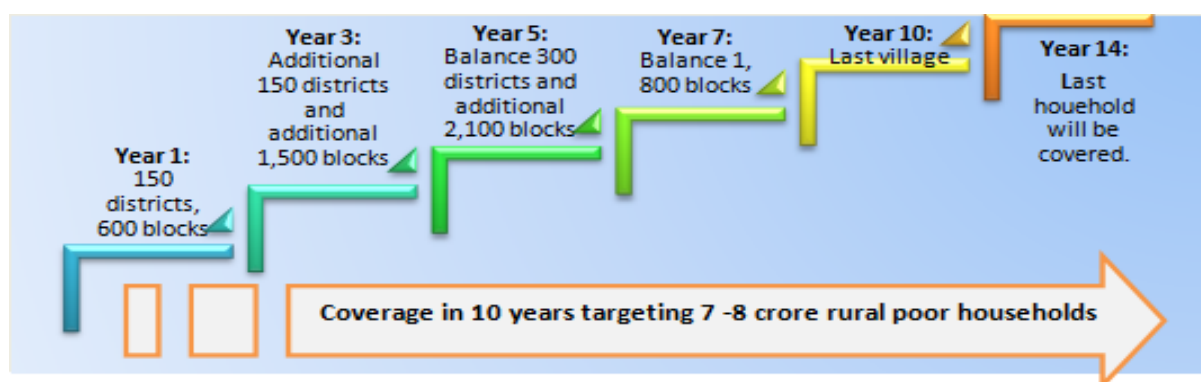 Year 1:
150
districts,
600 blocks
Year 3:
Additional
150 districts
and
additional
1,500 blocks
Year 5:
Balance 300
districts and
additional
2,100 blocks
Year 7:
Balance 1,
800 blocks
Year 10:
Last village
Year 14:
Last
houehold
will be
covered.
Coverage in 10 years targeting 7 -8 crore rural poor households